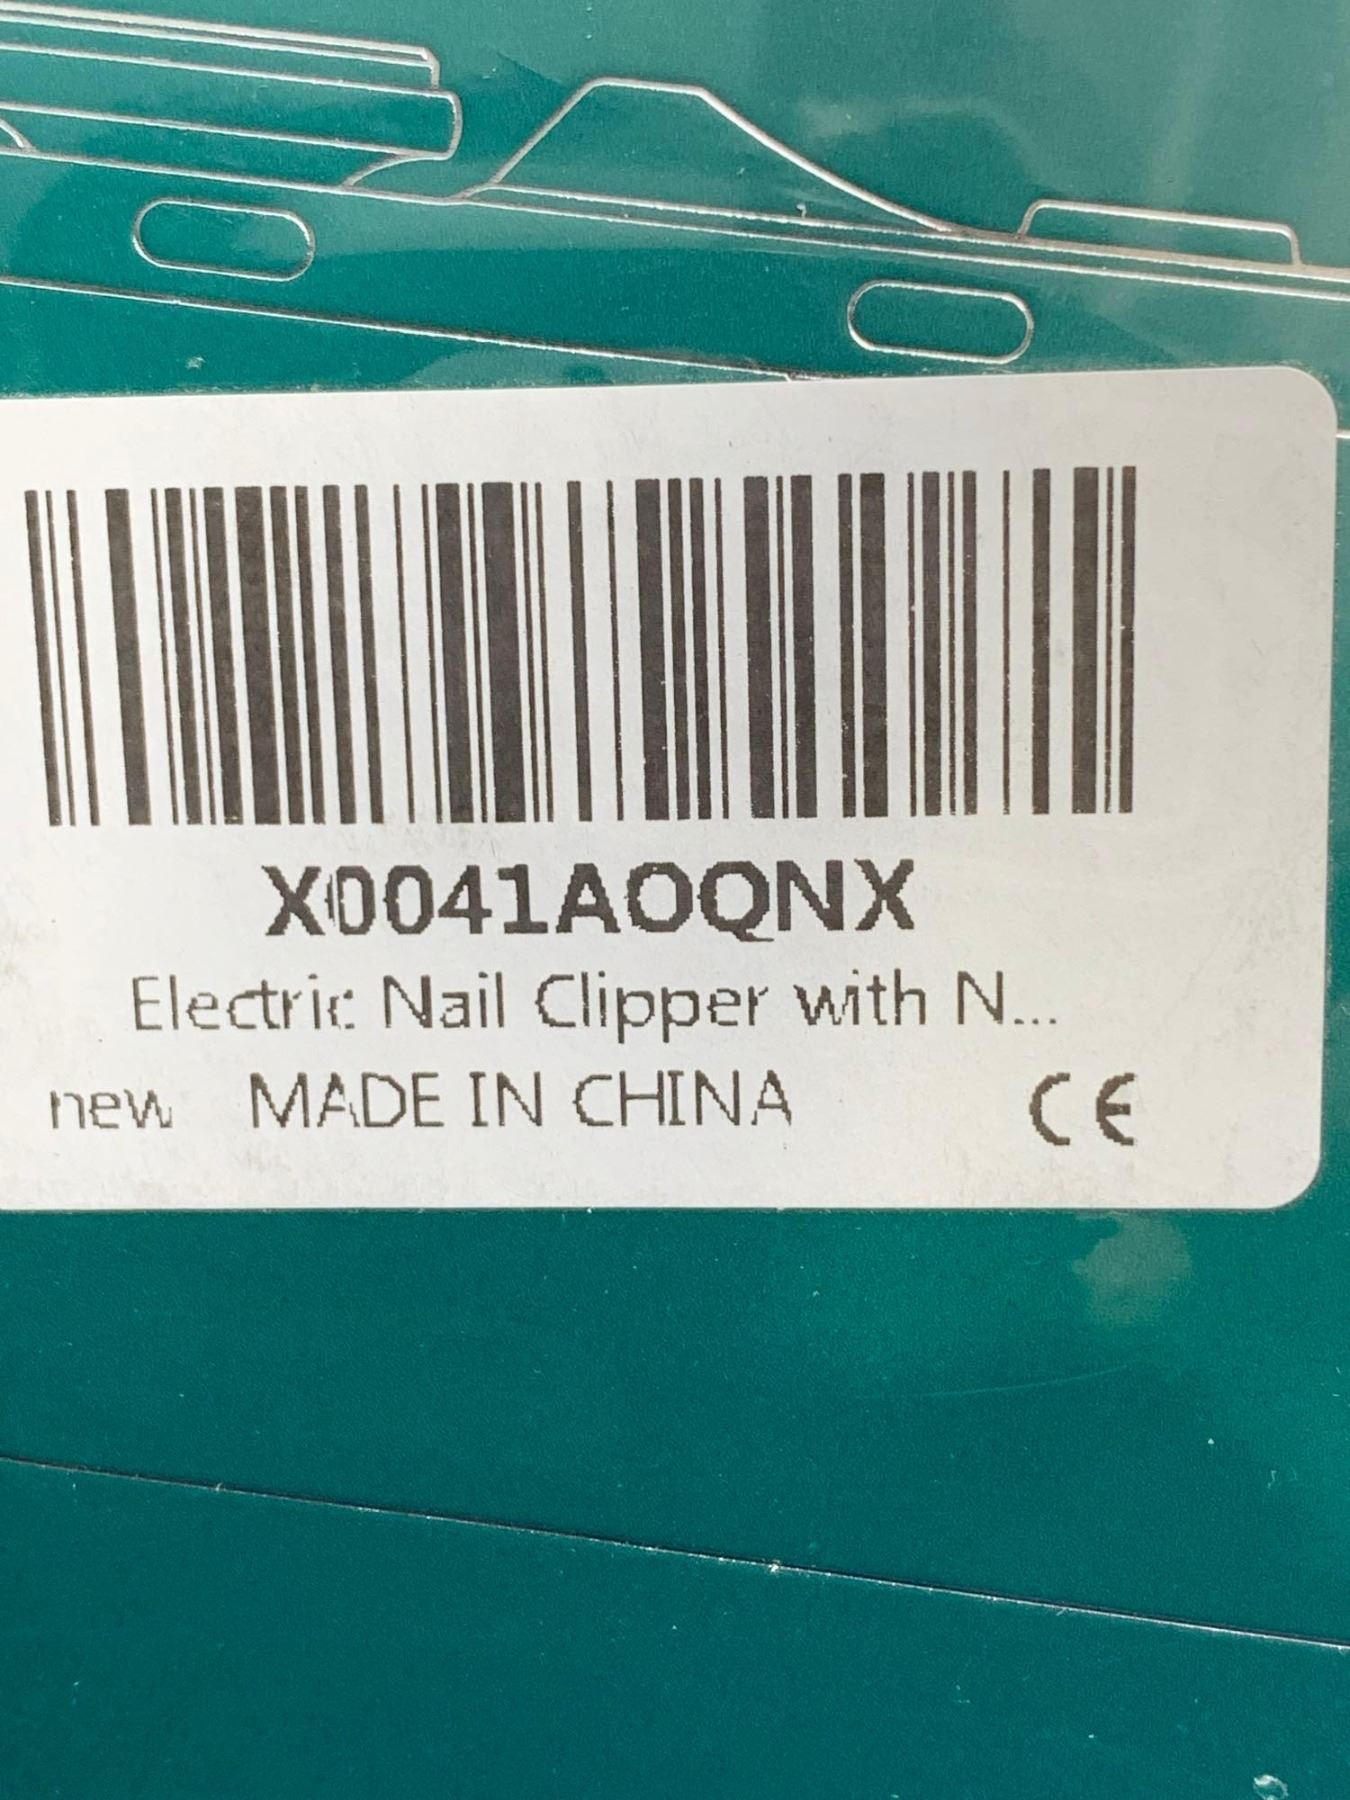 X0041AOQNX
Electric Nail Clipper with N...
new MADE IN CHINA CE